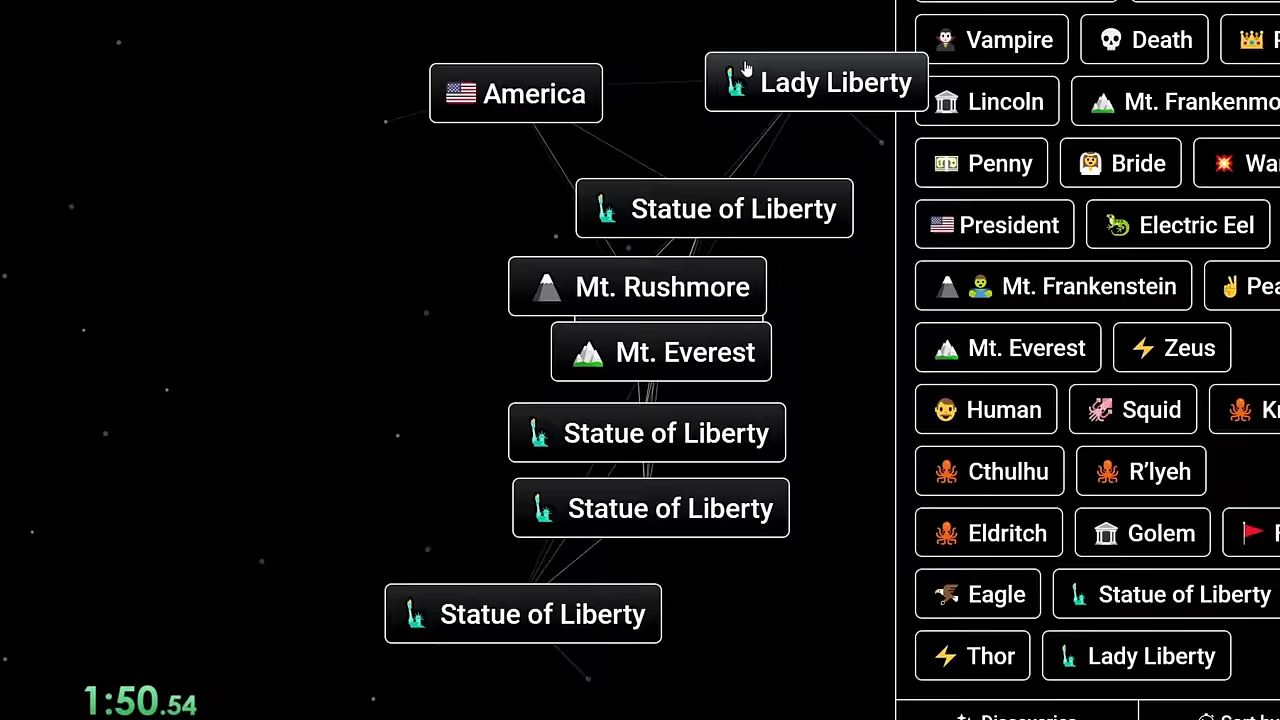 America
Lady Liberty
Statue of Liberty
Mt. Rushmore
Mt. Everest
Statue of Liberty
Statue of Liberty
Statue of Liberty
1:50.54
Vampire Death
Lincoln
Penny Bride
President Electric Eel
Mt. Frankenstein
Mt. Everest Zeus
Human Squid
Cthulhu R’lyeh
Eldritch Golem
Eagle Statue of Liberty
Thor Lady Liberty